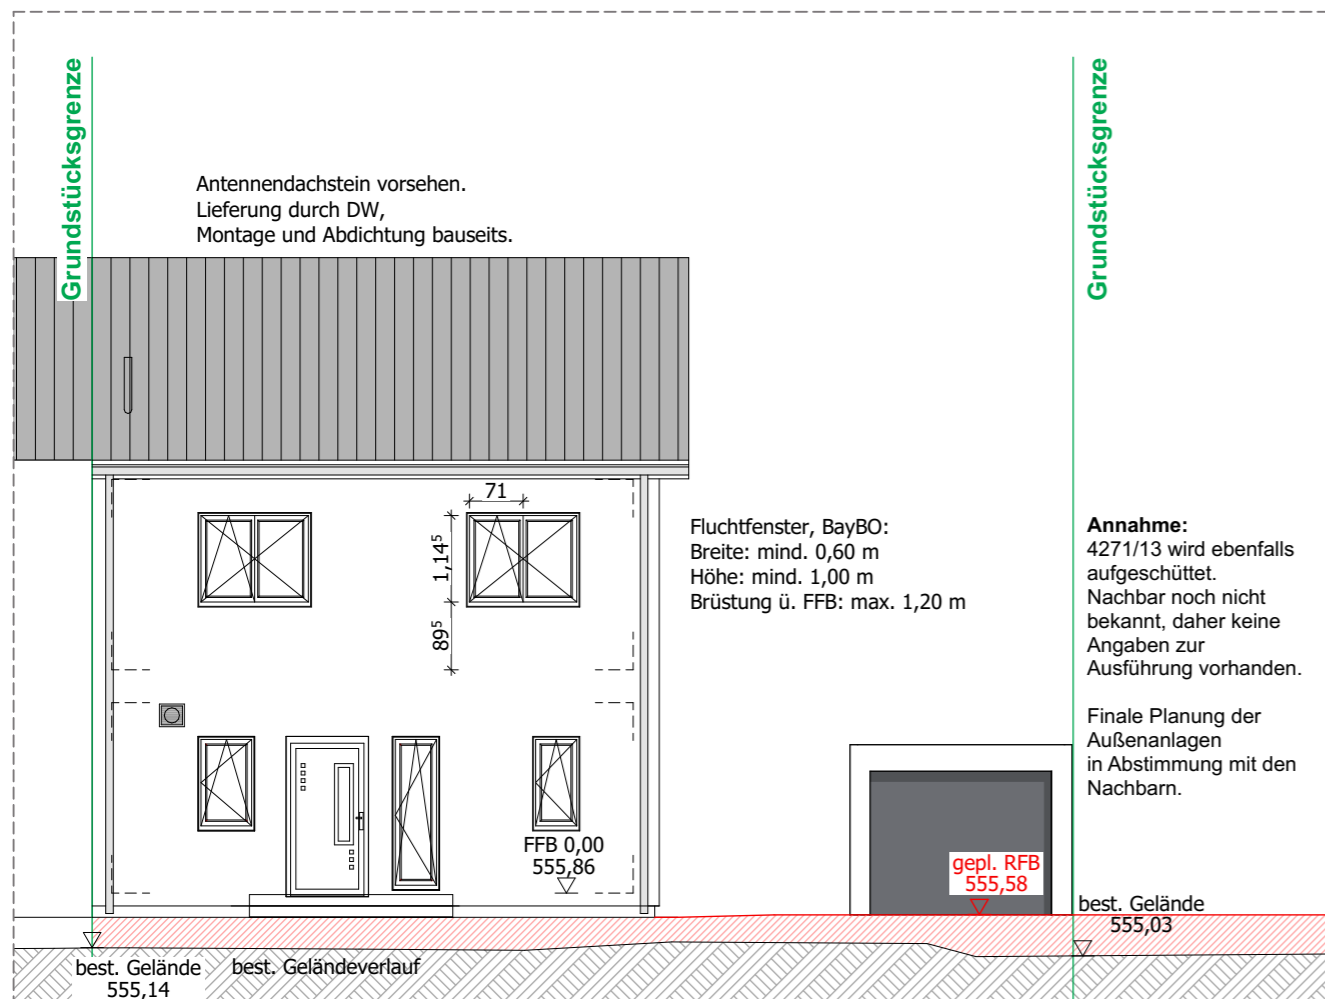 Grundstücksgrenze
Grundstücksgrenze
Antennendachstein vorsehen.
Lieferung durch DW,
Montage und Abdichtung bauseits.
71
1,14⁵
89⁵
Fluchtfenster, BayBO:
Breite: mind. 0,60 m
Höhe: mind. 1,00 m
Brüstung ü. FFB: max. 1,20 m
Annahme:
4271/13 wird ebenfalls
aufgeschüttet.
Nachbar noch nicht
bekannt, daher keine
Angaben zur
Ausführung vorhanden.
Finale Planung der
Außenanlagen
in Abstimmung mit den
Nachbarn.
FFB 0,00
555,86
gepl. RFB
555,58
best. Gelände
555,03
best. Gelände
555,14
best. Geländeverlauf